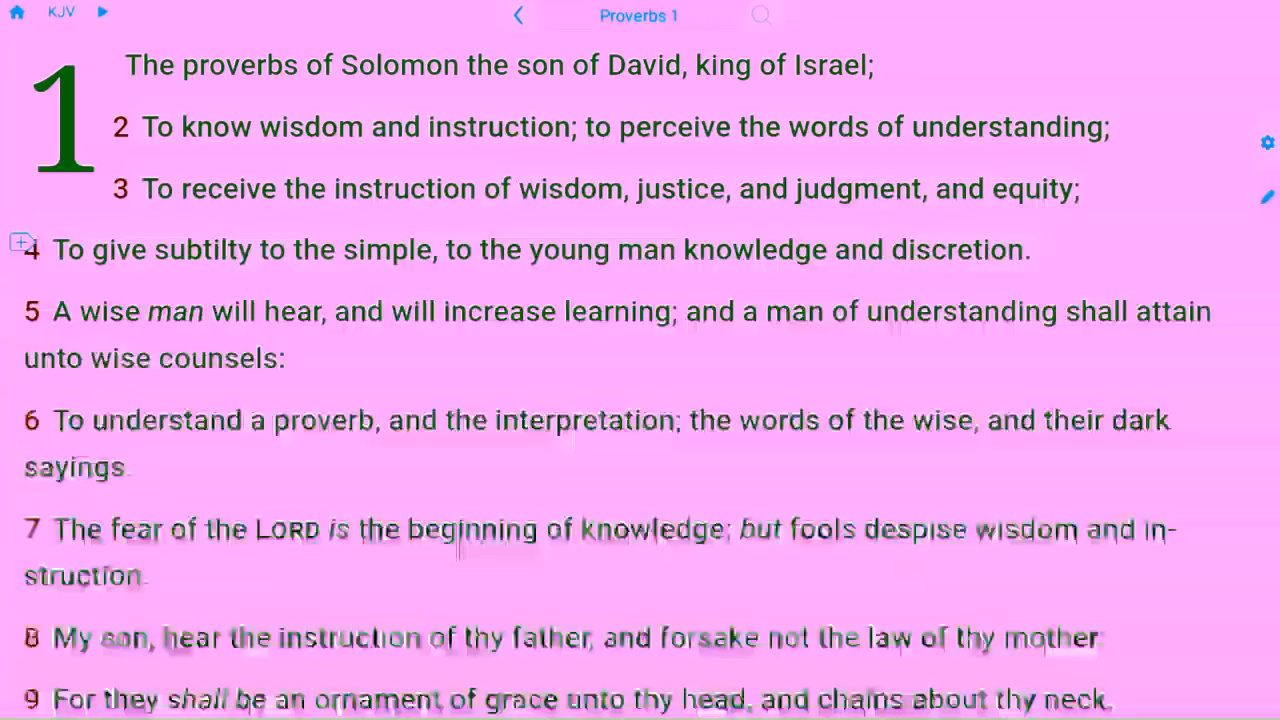 KJV
Proverbs 1
1 The proverbs of Solomon the son of David, king of Israel;
2 To know wisdom and instruction; to perceive the words of understanding;
3 To receive the instruction of wisdom, justice, and judgment, and equity;
4 To give subtilty to the simple, to the young man knowledge and discretion.
5 A wise man will hear, and will increase learning; and a man of understanding shall attain
unto wise counsels:
6 To understand a proverb, and the interpretation; the words of the wise, and their dark
sayings.
7 The fear of the LORD is the beginning of knowledge; but fools despise wisdom and in-
struction.
8 My son, hear the instruction of thy father, and forsake not the law of thy mother:
9 For they shall be an ornament of grace unto thy head, and chains about thy neck.